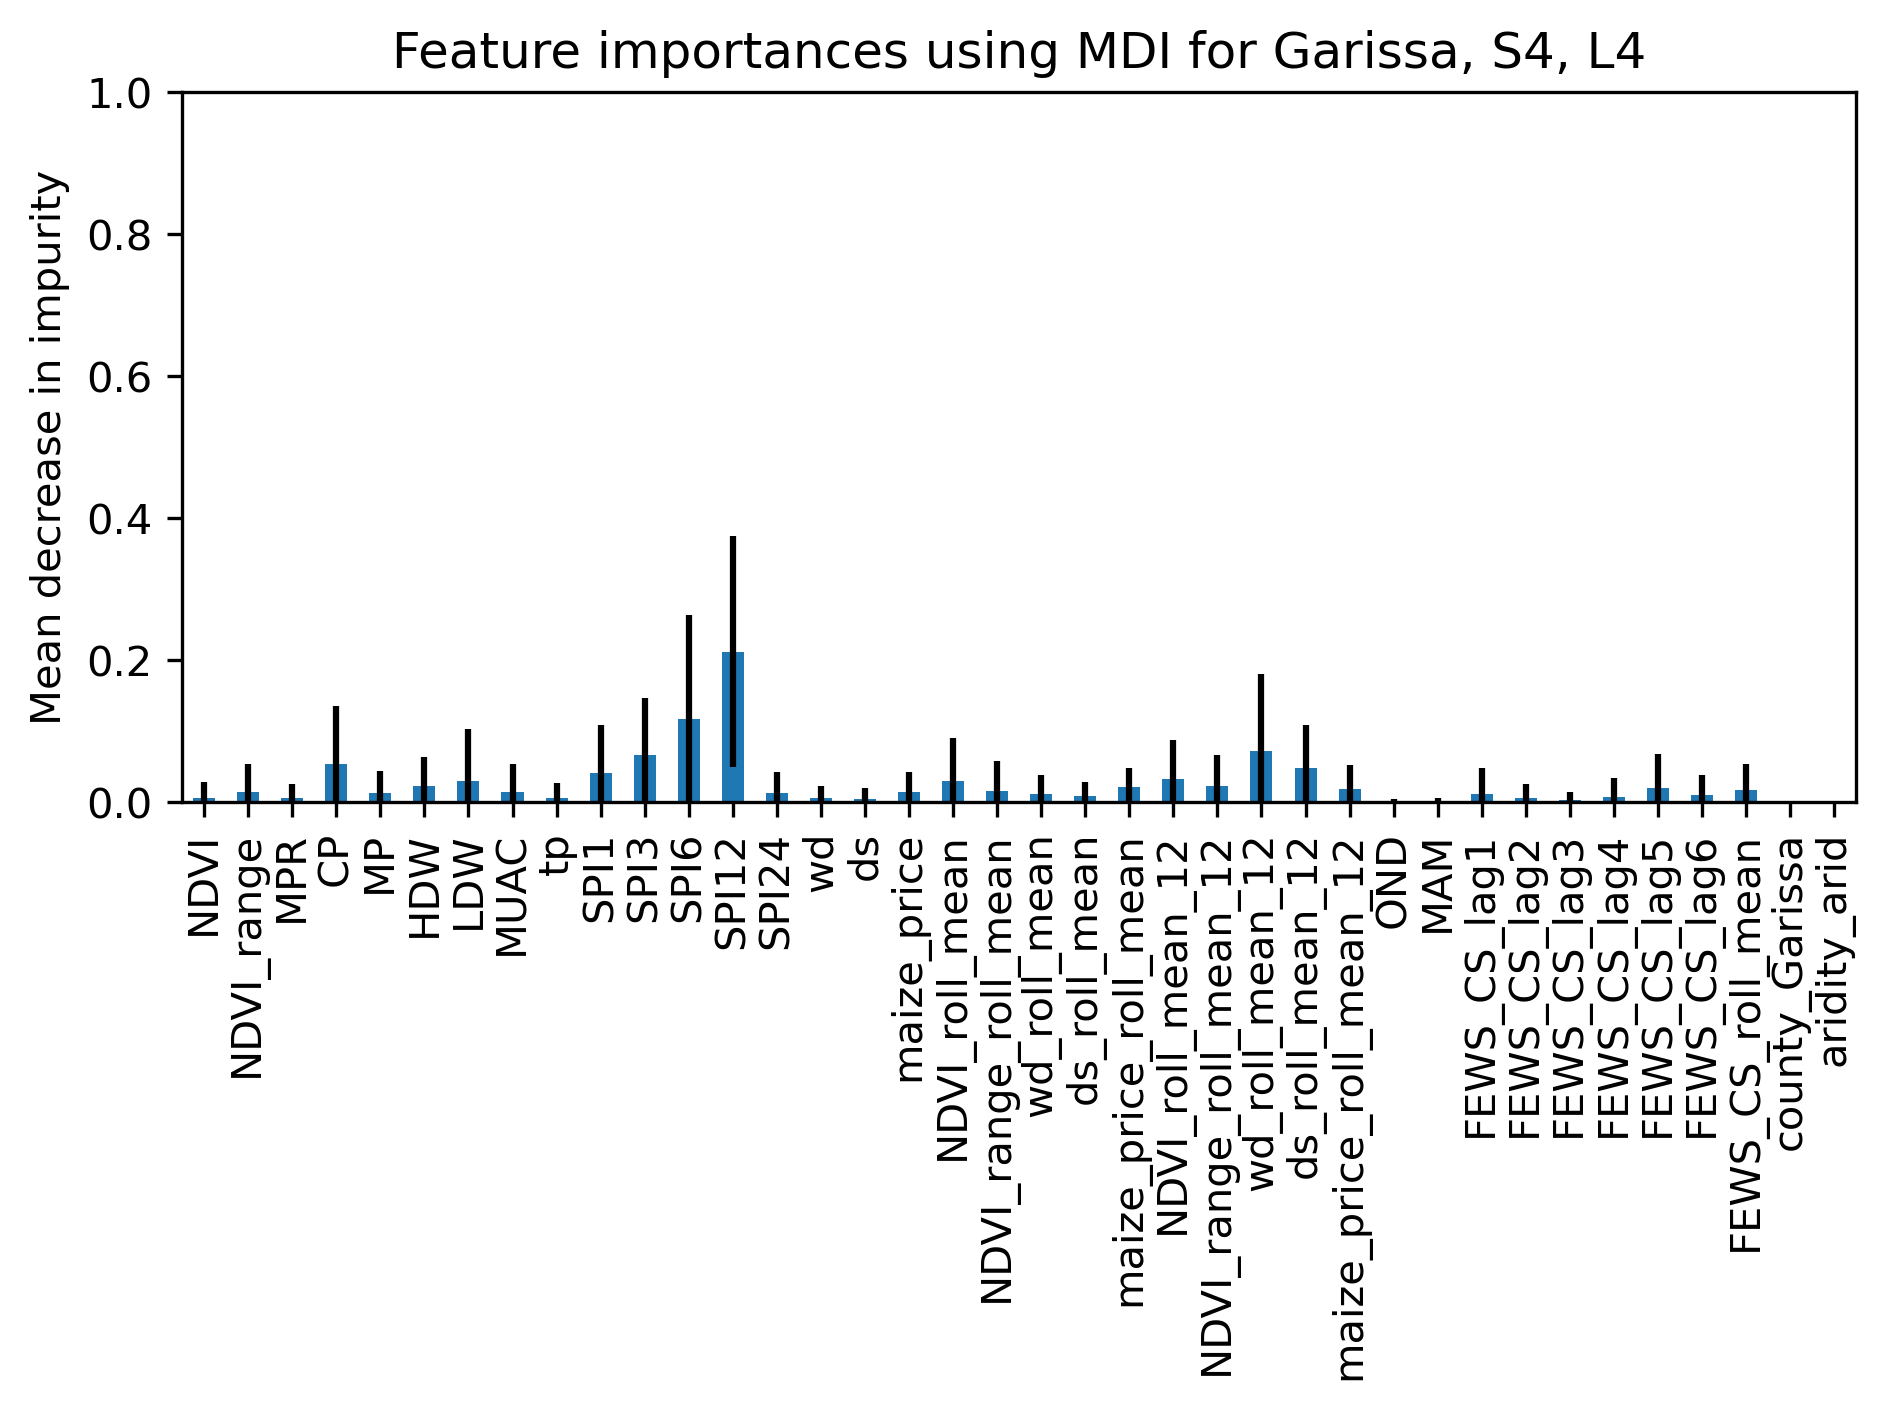 Feature importances using MDI for Garissa, S4, L4
Mean decrease in impurity
1.0
0.8
0.6
0.4
0.2
0.0
NDVI
NDVI_range
MPR
CP
MP
HDW
LDW
MUAC
tp
SPI1
SPI3
SPI6
SPI12
SPI24
wd
ds
maize_price
NDVI_roll_mean
NDVI_range_roll_mean
wd_roll_mean
ds_roll_mean
maize_price_roll_mean
NDVI_roll_mean_12
NDVI_range_roll_mean_12
wd_roll_mean_12
ds_roll_mean_12
maize_price_roll_mean_12
OND
MAM
FEWS_CS_lag1
FEWS_CS_lag2
FEWS_CS_lag3
FEWS_CS_lag4
FEWS_CS_lag5
FEWS_CS_lag6
FEWS_CS_roll_mean
county_Garissa
aridity_arid